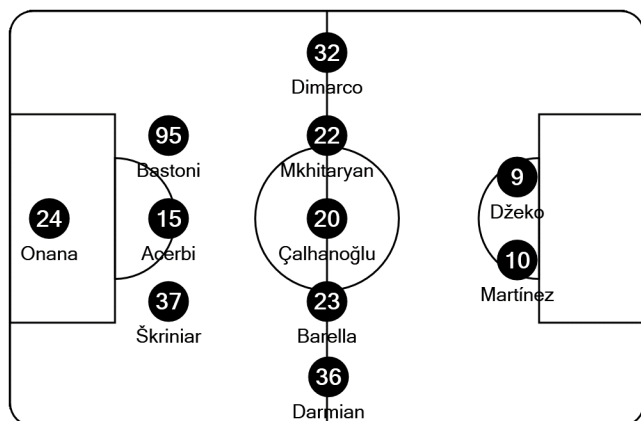 32
Dimarco
95
Bastoni
22
Mkhitaryan
9
Džeko
24
Onana
15
Acerbi
20
Çalhanoğlu
10
Martínez
37
Škriniar
23
Barella
36
Darmian